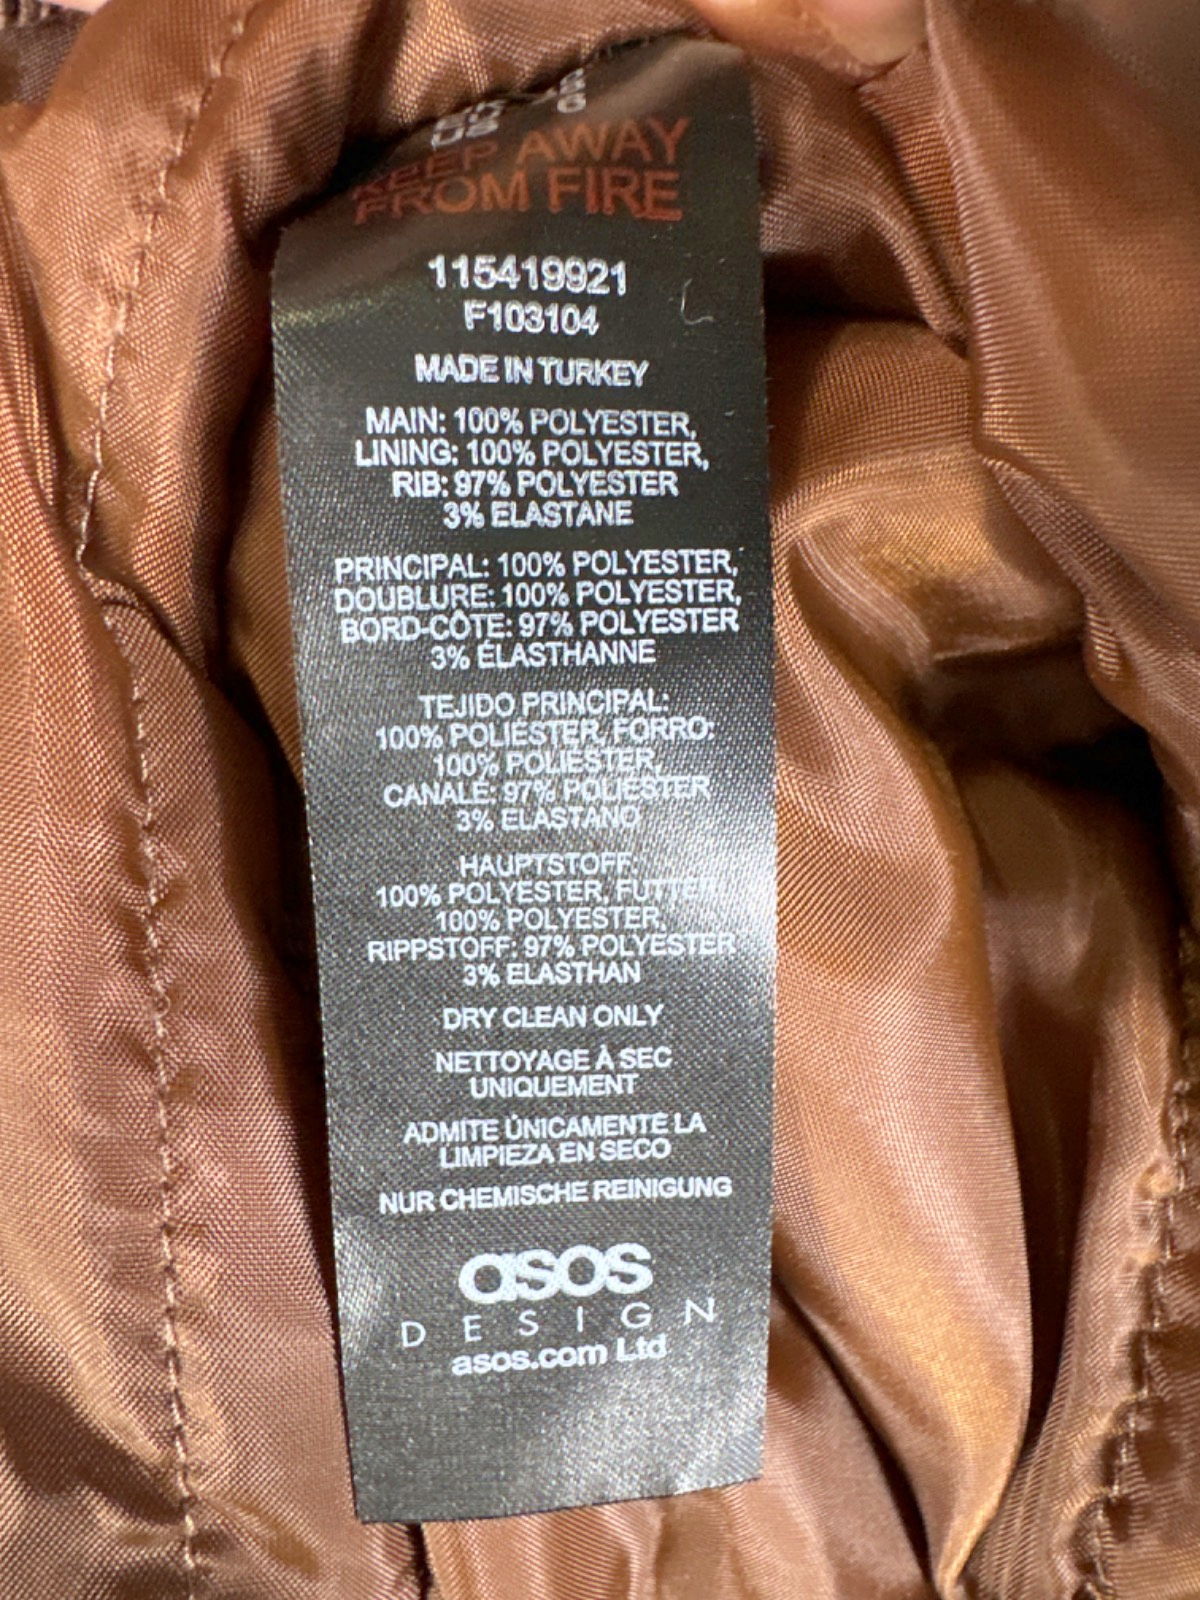 US 6
KEEP AWAY
FROM FIRE
115419921
F103104
MADE IN TURKEY
MAIN: 100% POLYESTER,
LINING: 100% POLYESTER,
RIB: 97% POLYESTER
3% ELASTANE
PRINCIPAL: 100% POLYESTER,
DOUBLURE: 100% POLYESTER,
BORD-CÔTE: 97% POLYESTER
3% ÉLASTHANNE
TEJIDO PRINCIPAL:
100% POLIÉSTER, FORRO:
100% POLIÉSTER,
CANALÉ: 97% POLIÉSTER
3% ELASTANO
HAUPTSTOFF:
100% POLYESTER, FUTTER:
100% POLYESTER,
RIPPSTOFF: 97% POLYESTER
3% ELASTHAN
DRY CLEAN ONLY
NETTOYAGE À SEC
UNIQUEMENT
ADMITE ÚNICAMENTE LA
LIMPIEZA EN SECO
NUR CHEMISCHE REINIGUNG
asos
DESIGN
asos.com Ltd